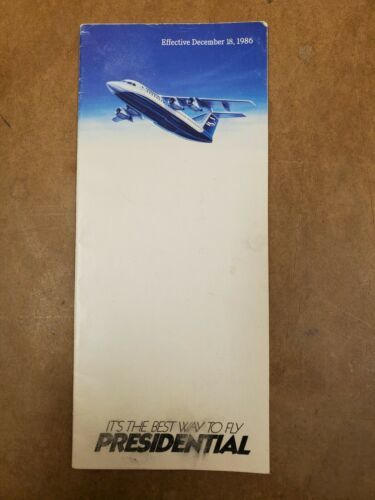 Effective December 18, 1986
IT'S THE BEST WAY TO FLY
PRESIDENTIAL